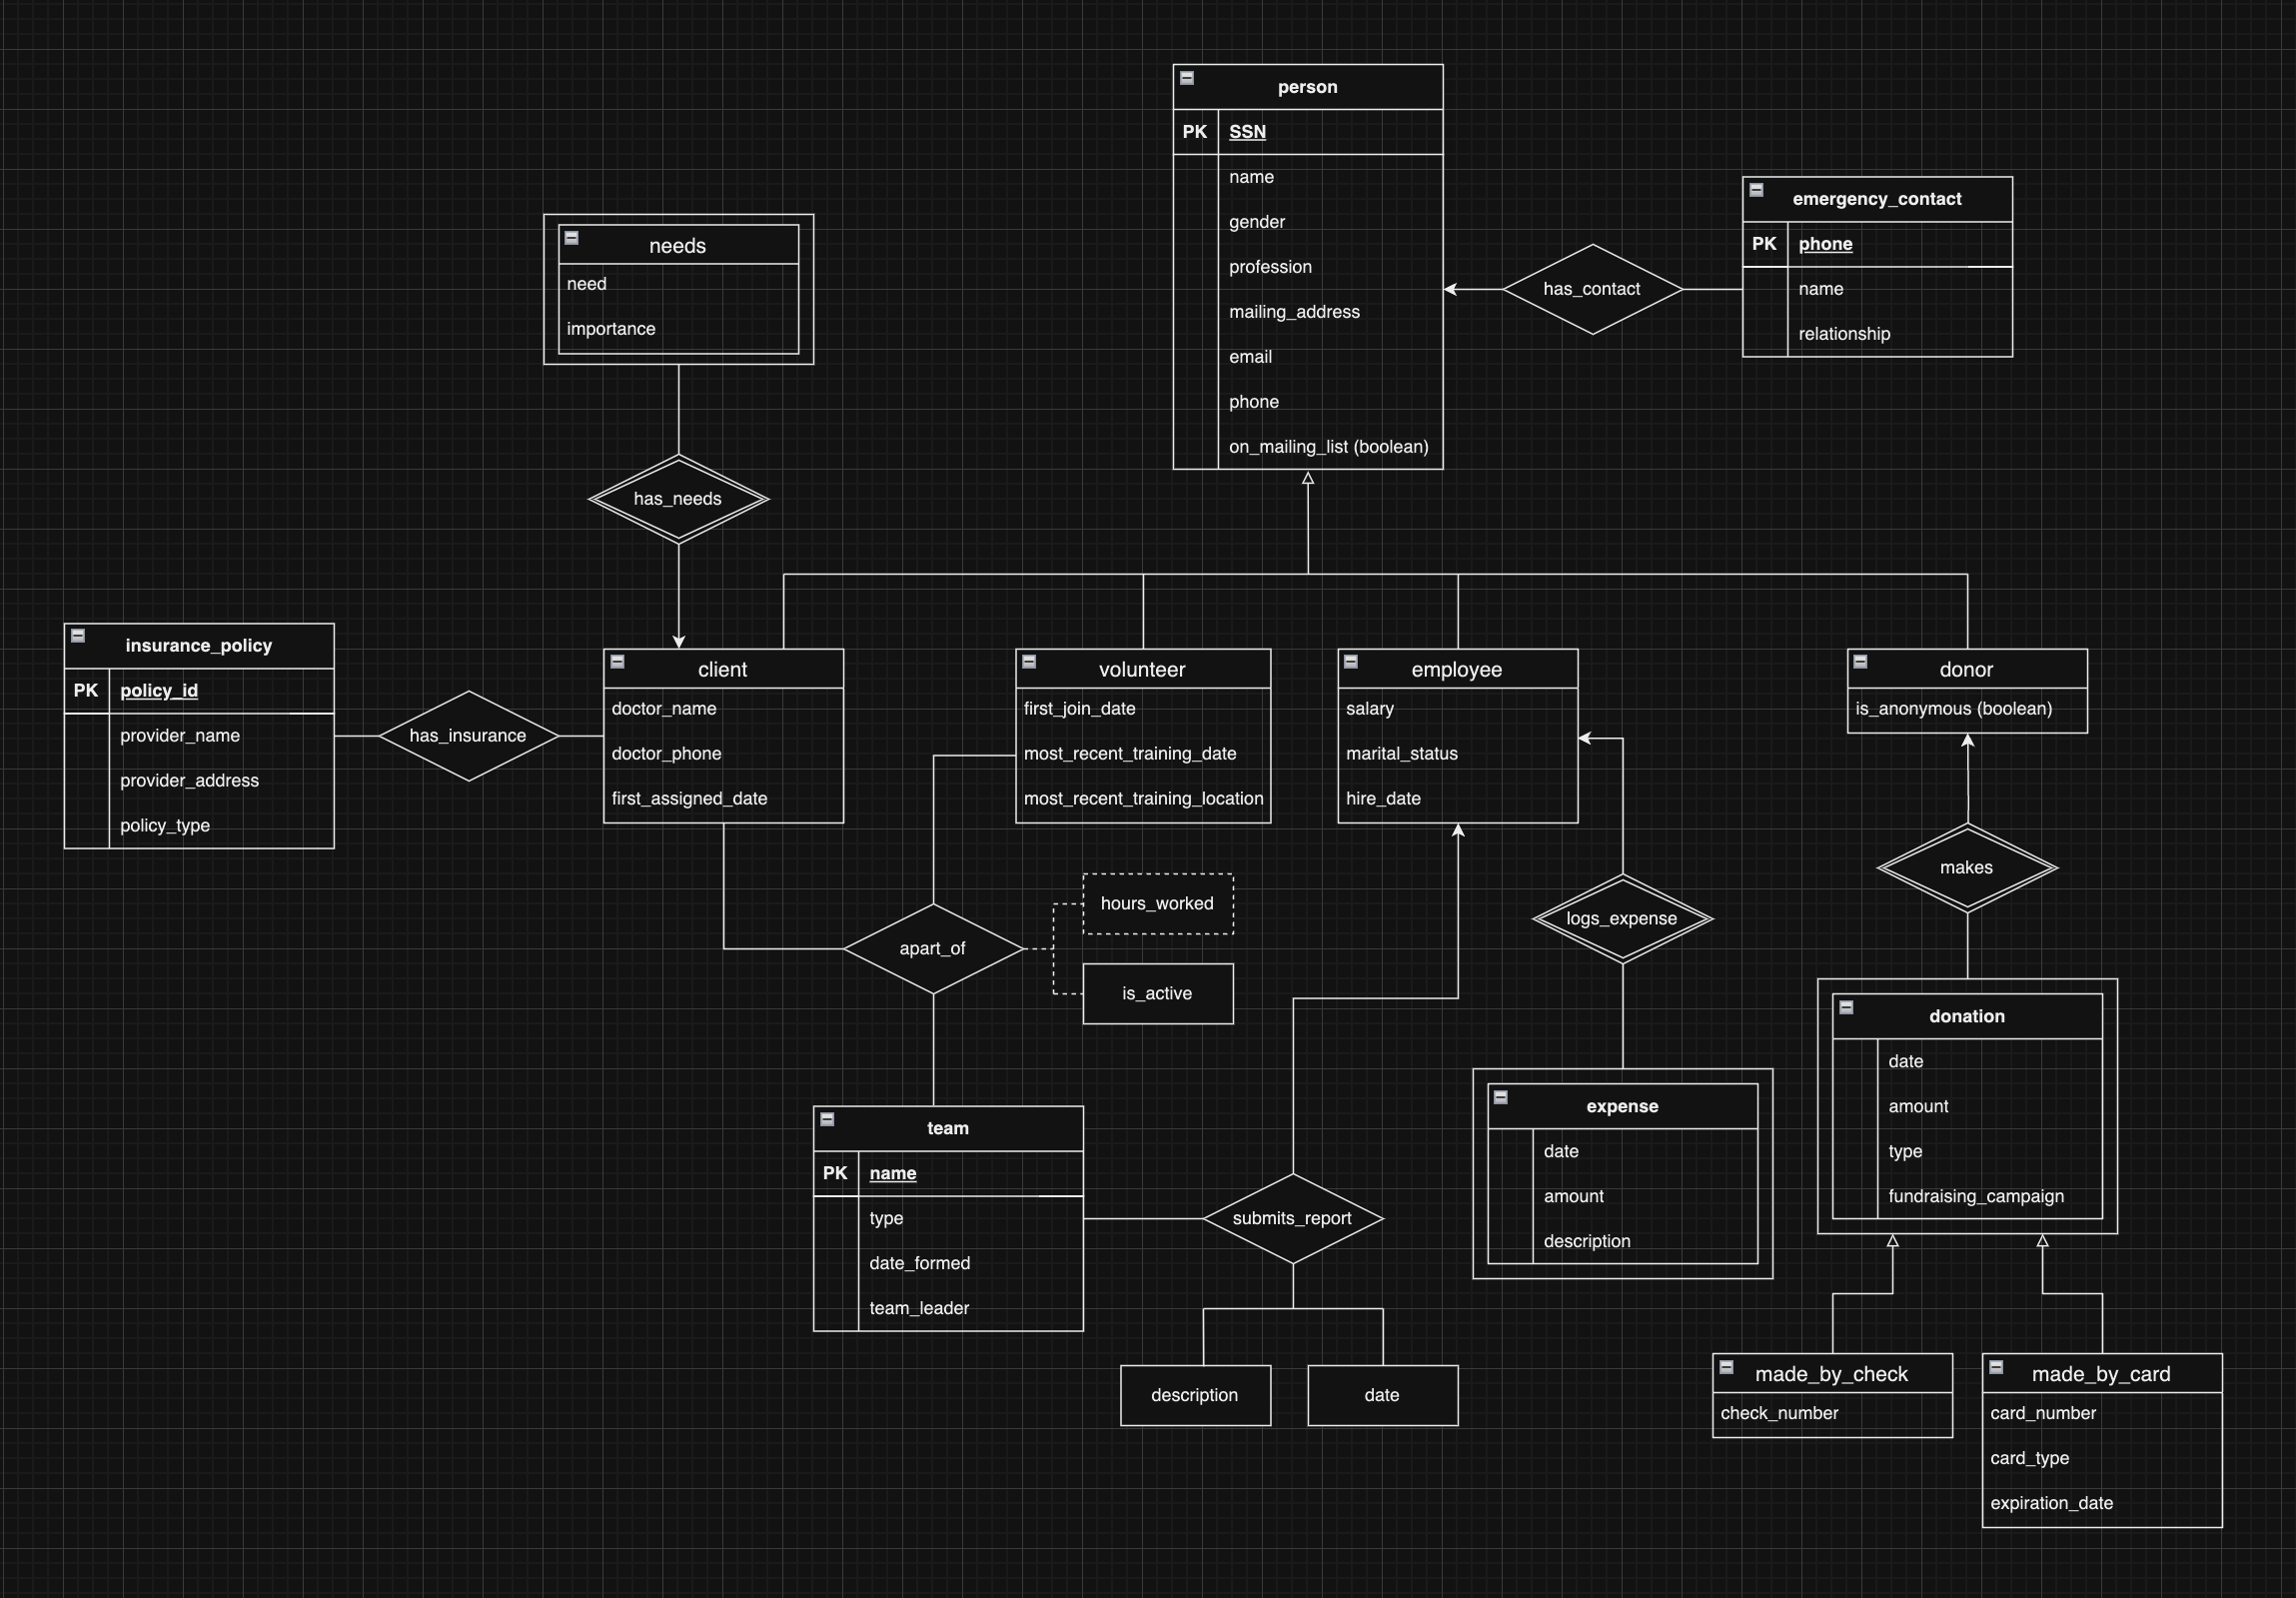 person
PK SSN
name
gender
profession
mailing_address
email
phone
on_mailing_list (boolean)
emergency_contact
PK phone
name
relationship
has_contact
needs
need
importance
has_needs
insurance_policy
PK policy_id
provider_name
provider_address
policy_type
has_insurance
client
doctor_name
doctor_phone
first_assigned_date
volunteer
first_join_date
most_recent_training_date
most_recent_training_location
employee
salary
marital_status
hire_date
donor
is_anonymous (boolean)
makes
logs_expense
hours_worked
apart_of
is_active
donation
date
amount
type
fundraising_campaign
expense
date
amount
description
team
PK name
type
date_formed
team_leader
submits_report
description
date
made_by_check
check_number
made_by_card
card_number
card_type
expiration_date